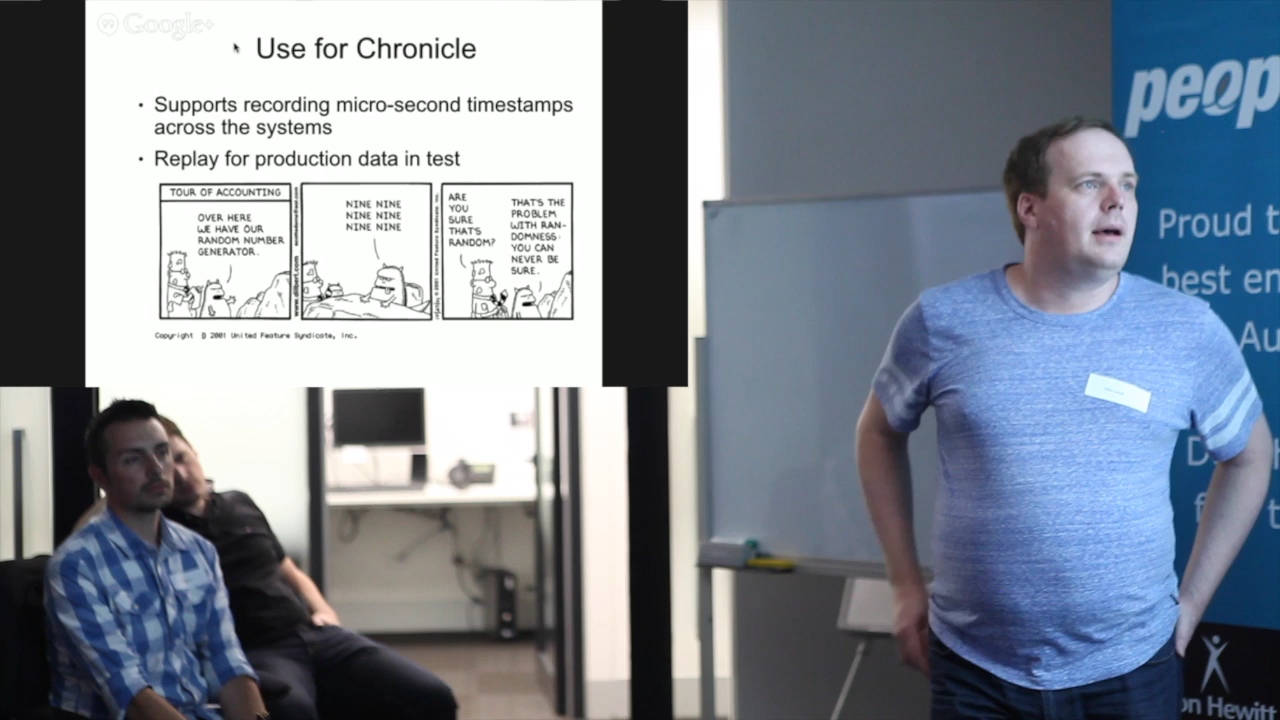 Google+
Use for Chronicle
• Supports recording micro-second timestamps
across the systems
• Replay for production data in test
TOUR OF ACCOUNTING
OVER HERE
WE HAVE OUR
RANDOM NUMBER
GENERATOR.
www.dilbert.com
NINE NINE
NINE NINE
NINE NINE
ARE
YOU
SURE
THAT'S
RANDOM?
THAT'S THE
PROBLEM
WITH RAN-
DOMNESS:
YOU CAN
NEVER BE
SURE.
Copyright © 2001 United Feature Syndicate, Inc.
peop
Proud t
best en
Au
D
f
t
on Hewitt